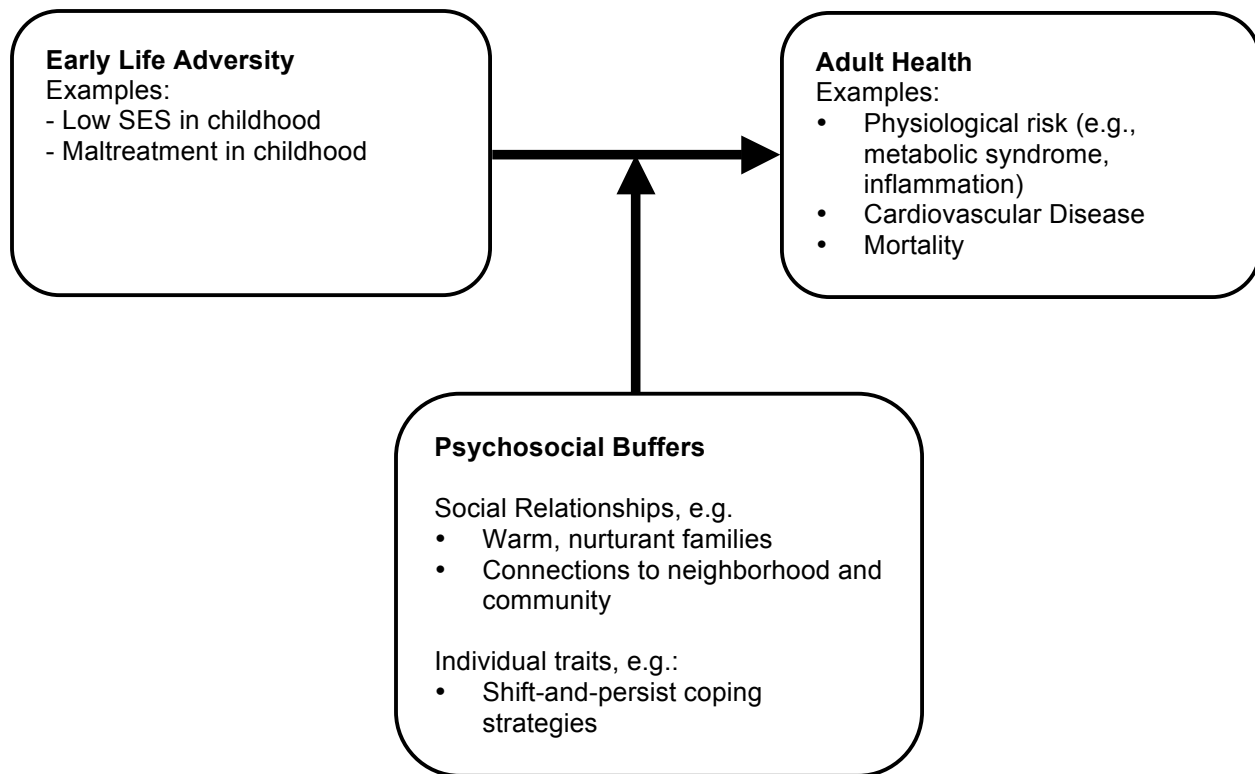 Early Life Adversity
Examples:
- Low SES in childhood
- Maltreatment in childhood
Adult Health
Examples:
• Physiological risk (e.g.,
metabolic syndrome,
inflammation)
• Cardiovascular Disease
• Mortality
Psychosocial Buffers
Social Relationships, e.g.
• Warm, nurturant families
• Connections to neighborhood and
community
Individual traits, e.g.:
• Shift-and-persist coping
strategies